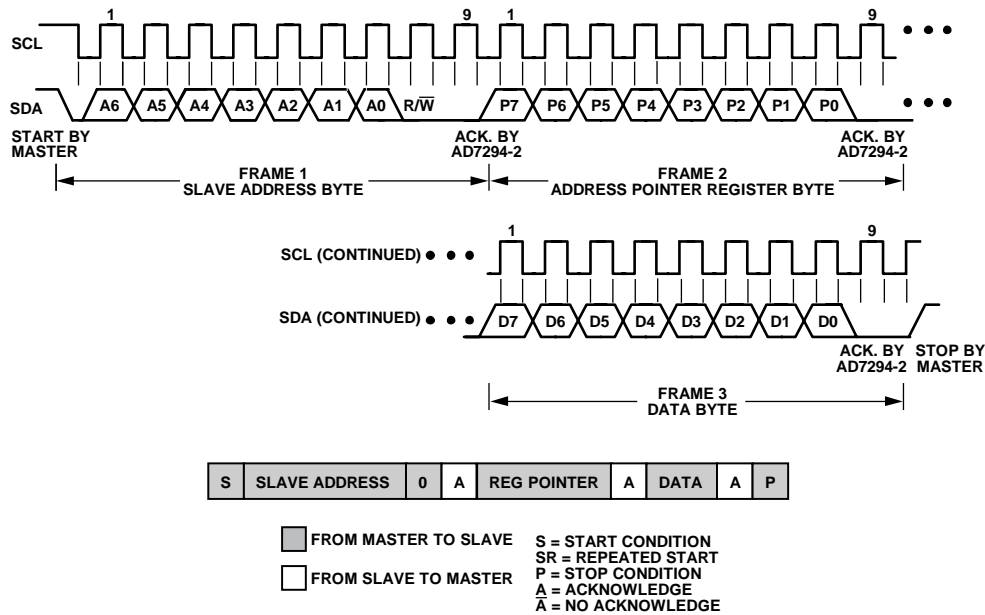 1 9 1 9
SCL
SDA A6 A5 A4 A3 A2 A1 A0 R/W̅ P7 P6 P5 P4 P3 P2 P1 P0
START BY
MASTER
ACK. BY
AD7294-2
ACK. BY
AD7294-2
FRAME 1
SLAVE ADDRESS BYTE
FRAME 2
ADDRESS POINTER REGISTER BYTE
1 9
SCL (CONTINUED)
SDA (CONTINUED) D7 D6 D5 D4 D3 D2 D1 D0
ACK. BY
AD7294-2
STOP BY
MASTER
FRAME 3
DATA BYTE
S SLAVE ADDRESS 0 A REG POINTER A DATA A P
FROM MASTER TO SLAVE
FROM SLAVE TO MASTER
S = START CONDITION
SR = REPEATED START
P = STOP CONDITION
A = ACKNOWLEDGE
A̅ = NO ACKNOWLEDGE